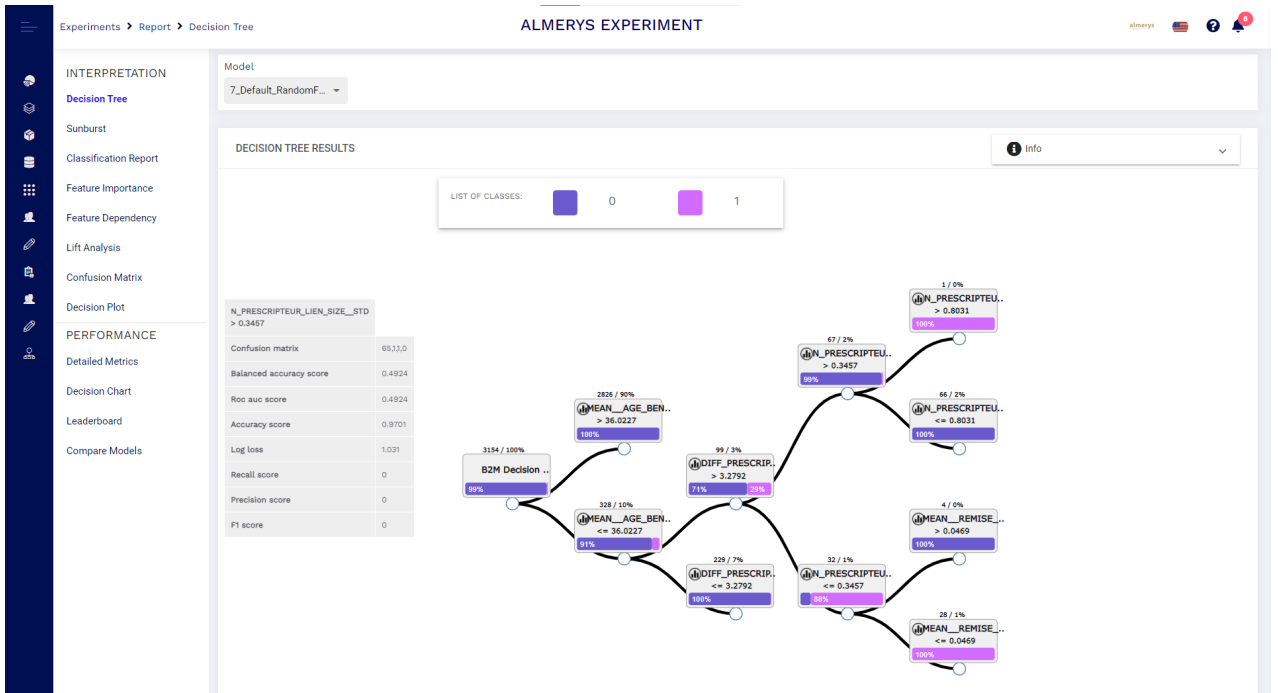 Experiments > Report > Decision Tree
ALMERYS EXPERIMENT
almerys
6
INTERPRETATION
Decision Tree
Sunburst
Classification Report
Feature Importance
Feature Dependency
Lift Analysis
Confusion Matrix
Decision Plot
PERFORMANCE
Detailed Metrics
Decision Chart
Leaderboard
Compare Models
Model
7_Default_RandomF...
DECISION TREE RESULTS
Info
LIST OF CLASSES:
0
1
N_PRESCRIPTEUR_LIEN_SIZE__STD
> 0.3457
Confusion matrix 65,1,1,0
Balanced accuracy score 0.4924
Roc auc score 0.4924
Accuracy score 0.9701
Log loss 1.031
Recall score 0
Precision score 0
F1 score 0
3154 / 100%
B2M Decision ..
99%
2826 / 90%
MEAN__AGE_BEN..
> 36.0227
100%
328 / 10%
MEAN__AGE_BEN..
<= 36.0227
91%
99 / 3%
DIFF_PRESCRIP..
> 3.2792
71% 29%
229 / 7%
DIFF_PRESCRIP..
<= 3.2792
100%
67 / 2%
N_PRESCRIPTEU..
> 0.3457
99%
32 / 1%
N_PRESCRIPTEU..
<= 0.3457
88%
1 / 0%
N_PRESCRIPTEU..
> 0.8031
100%
66 / 2%
N_PRESCRIPTEU..
<= 0.8031
100%
4 / 0%
MEAN__REMISE_..
> 0.0469
100%
28 / 1%
MEAN__REMISE_..
<= 0.0469
100%